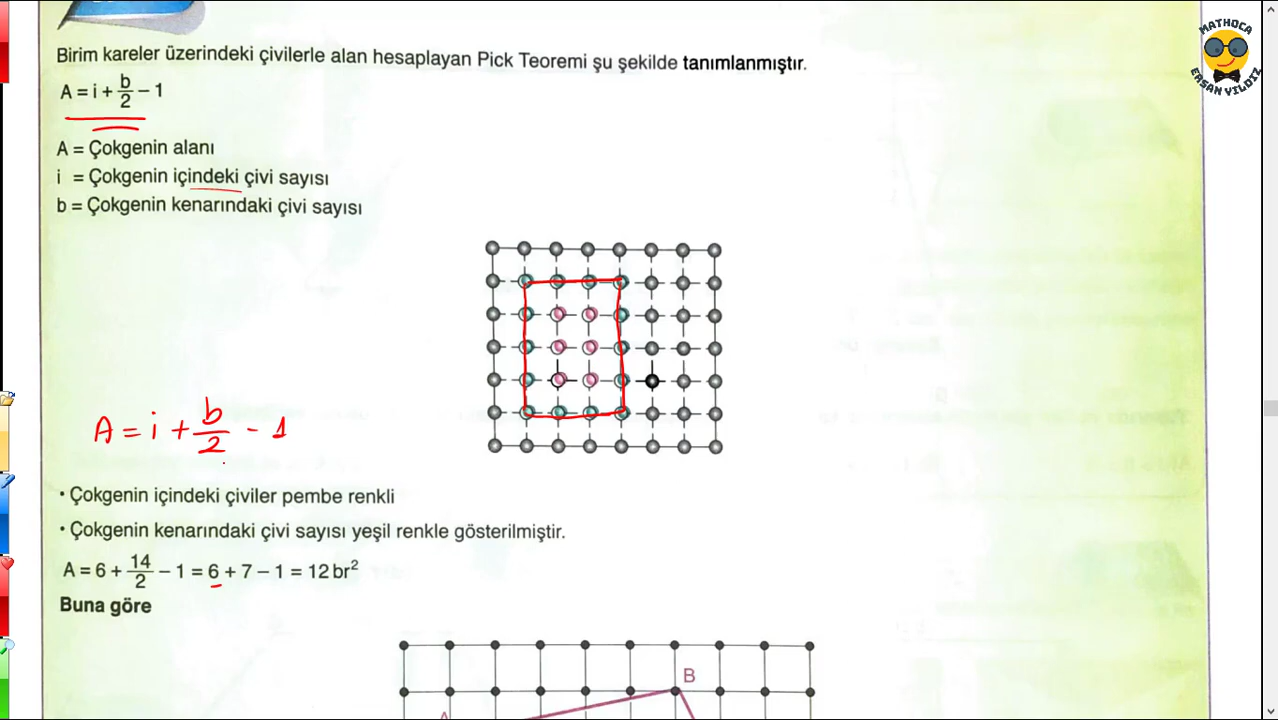 MATHOCA
ERSAN YILDIZ
Birim kareler üzerindeki çivilerle alan hesaplayan Pick Teoremi şu şekilde tanımlanmıştır.
A = i + b/2 − 1
A = Çokgenin alanı
i = Çokgenin içindeki çivi sayısı
b = Çokgenin kenarındaki çivi sayısı
A = i + b/2 − 1
• Çokgenin içindeki çiviler pembe renkli
• Çokgenin kenarındaki çivi sayısı yeşil renkle gösterilmiştir.
A = 6 + 14/2 − 1 = 6 + 7 − 1 = 12 br²
Buna göre
B
A